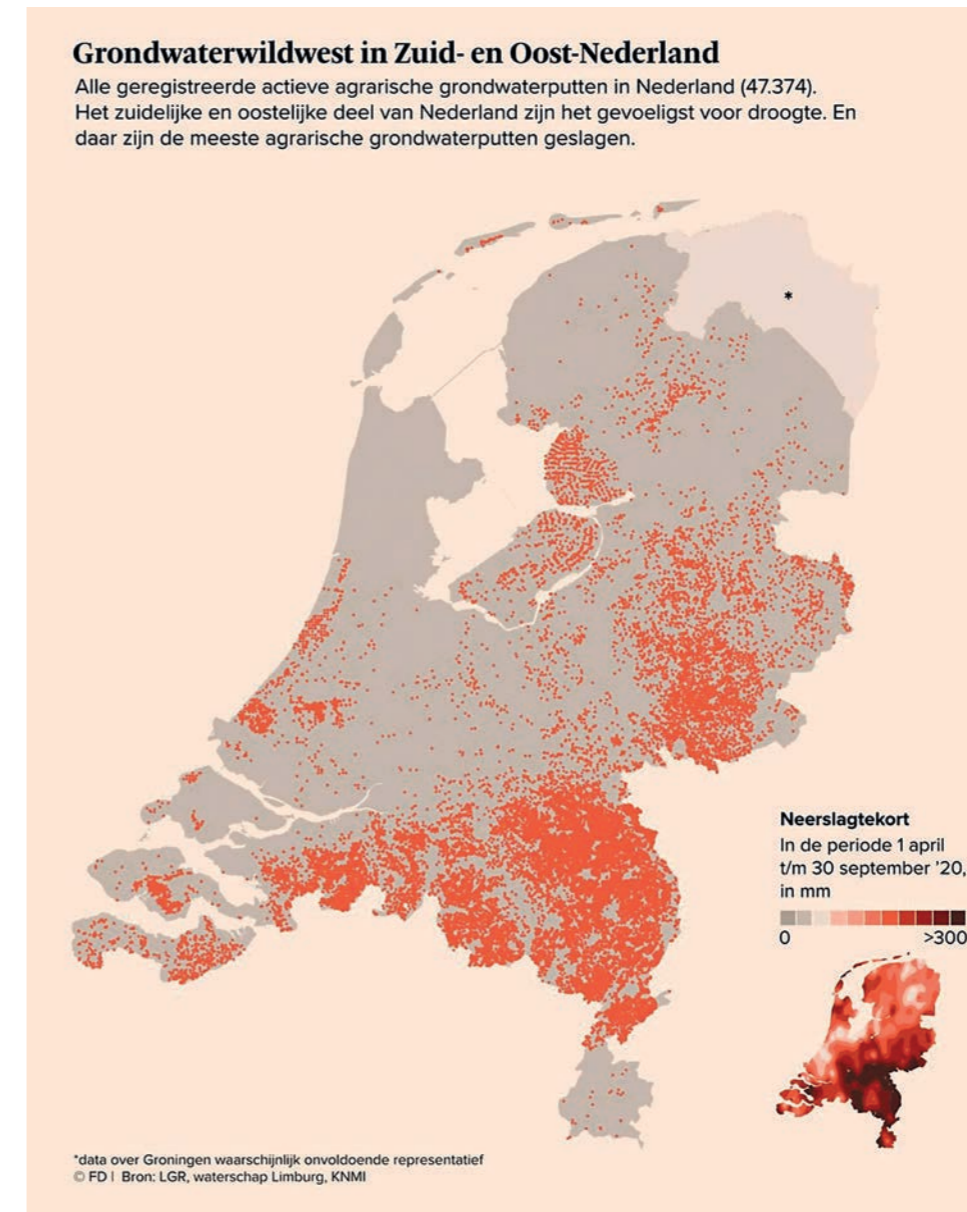 Grondwaterwildwest in Zuid- en Oost-Nederland
Alle geregistreerde actieve agrarische grondwaterputten in Nederland (47.374).
Het zuidelijke en oostelijke deel van Nederland zijn het gevoeligst voor droogte. En
daar zijn de meeste agrarische grondwaterputten geslagen.
*
Neerslagtekort
In de periode 1 april
t/m 30 september '20,
in mm
0 >300
*data over Groningen waarschijnlijk onvoldoende representatief
© FD | Bron: LGR, waterschap Limburg, KNMI